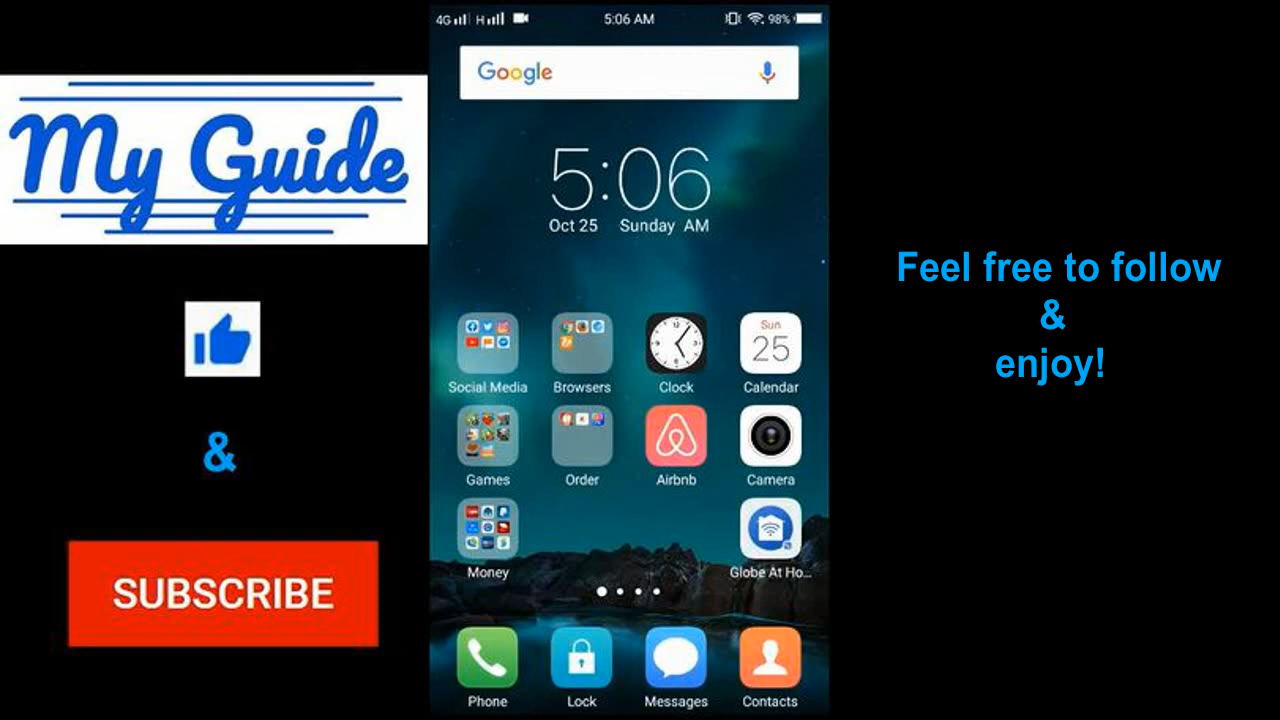 4G H 5:06 AM 98%
My Guide
Google
5:06
Oct 25 Sunday AM
Feel free to follow
&
enjoy!
Sun
25
Social Media Browsers Clock Calendar
&
Games Order Airbnb Camera
Money Globe At Ho...
SUBSCRIBE
Phone Lock Messages Contacts